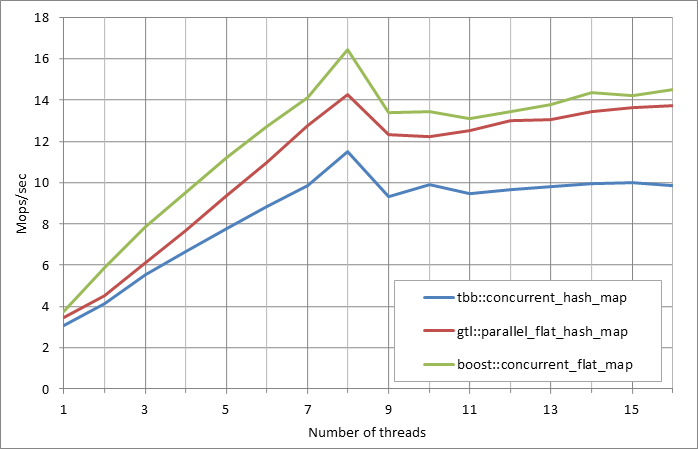 18
16
14
12
10
8
6
4
2
0
Mops/sec
tbb::concurrent_hash_map
gtl::parallel_flat_hash_map
boost::concurrent_flat_map
1 3 5 7 9 11 13 15
Number of threads